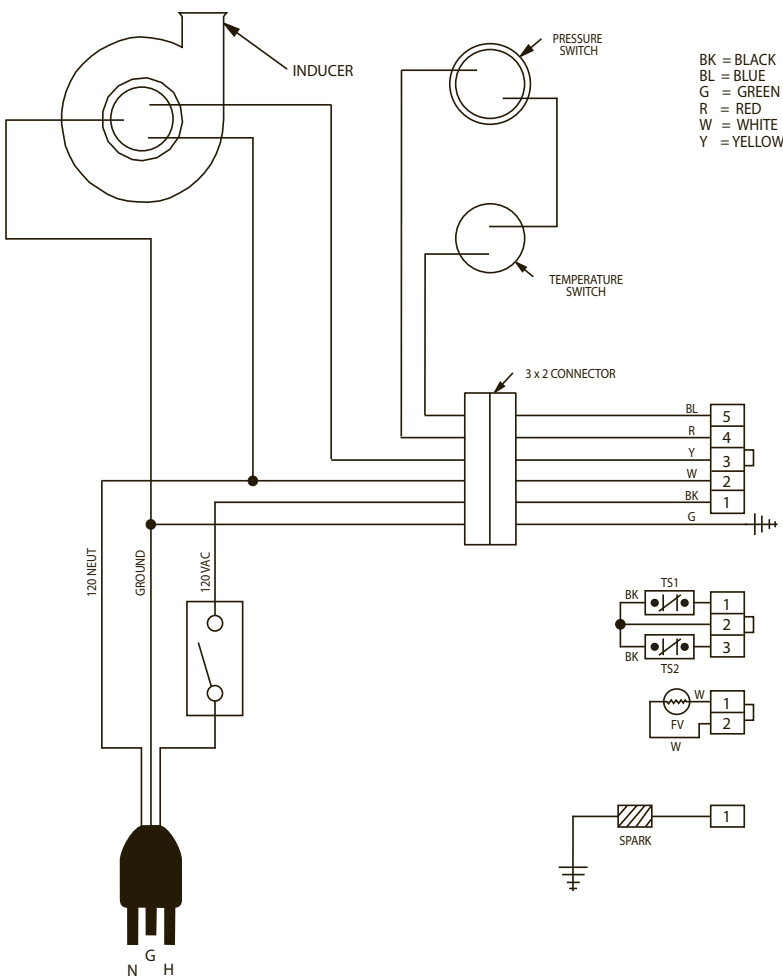 PRESSURE
SWITCH
INDUCER
BK = BLACK
BL = BLUE
G = GREEN
R = RED
W = WHITE
Y = YELLOW
TEMPERATURE
SWITCH
3 x 2 CONNECTOR
BL 5
R 4
Y 3
W 2
BK 1
G
120 NEUT
GROUND
120 VAC
TS1
BK 1
2
3
BK
TS2
W 1
FV 2
W
1
SPARK
N G H